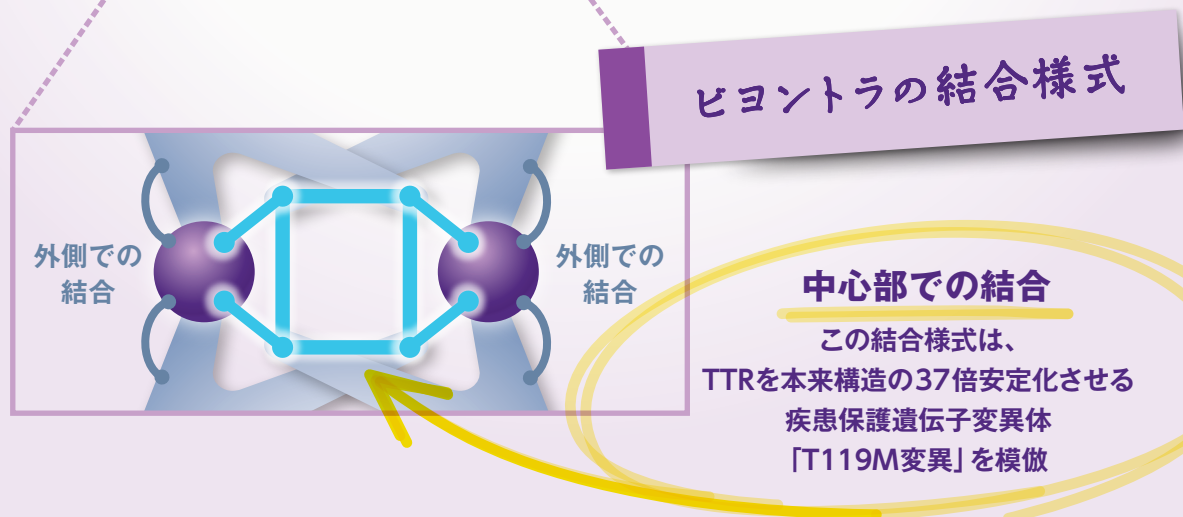 ビヨントラの結合様式
外側での
結合
外側での
結合
中心部での結合
この結合様式は、
TTRを本来構造の37倍安定化させる
疾患保護遺伝子変異体
「T119M変異」を模倣